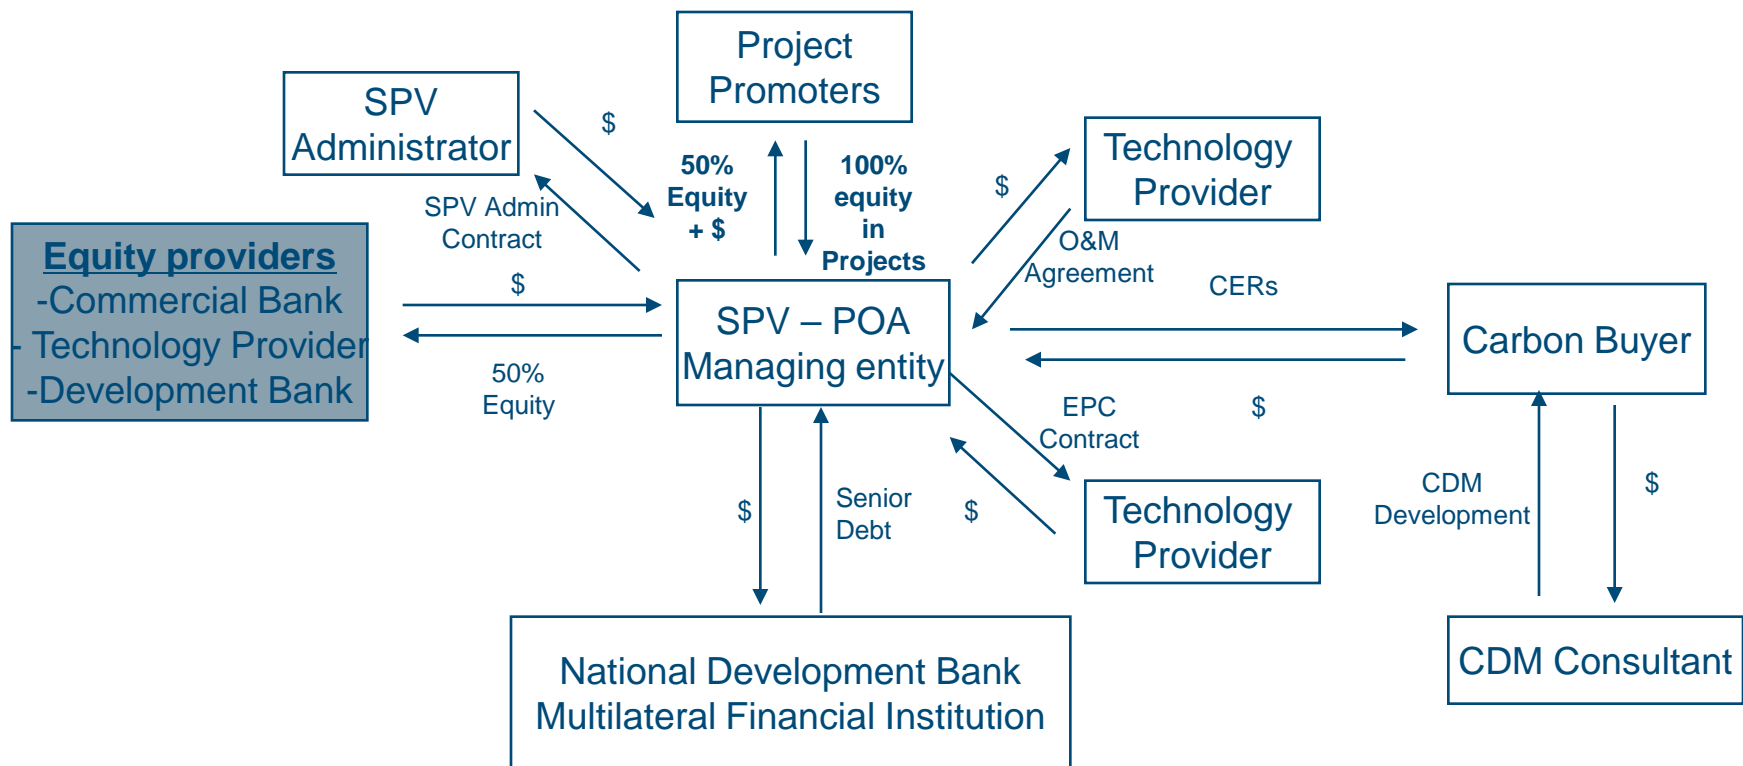 Project
Promoters
SPV
Administrator
$
Technology
Provider
50%
Equity
+ $
100%
equity
in
Projects
$
SPV Admin
Contract
O&M
Agreement
Equity providers
-Commercial Bank
- Technology Provider
-Development Bank
$
CERs
SPV – POA
Managing entity
Carbon Buyer
50%
Equity
EPC
Contract
$
$
Senior
Debt
$
Technology
Provider
CDM
Development
$
National Development Bank
Multilateral Financial Institution
CDM Consultant